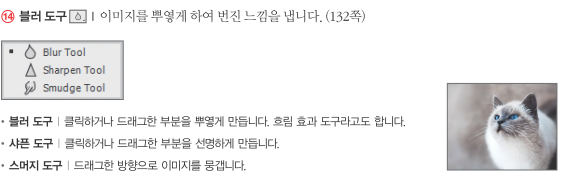 ⑭ 블러 도구 | 이미지를 뿌옇게 하여 번진 느낌을 냅니다. (132쪽)
▪ Blur Tool
Sharpen Tool
Smudge Tool
• 블러 도구 | 클릭하거나 드래그한 부분을 뿌옇게 만듭니다. 흐림 효과 도구라고도 합니다.
• 샤픈 도구 | 클릭하거나 드래그한 부분을 선명하게 만듭니다.
• 스머지 도구 | 드래그한 방향으로 이미지를 뭉갭니다.